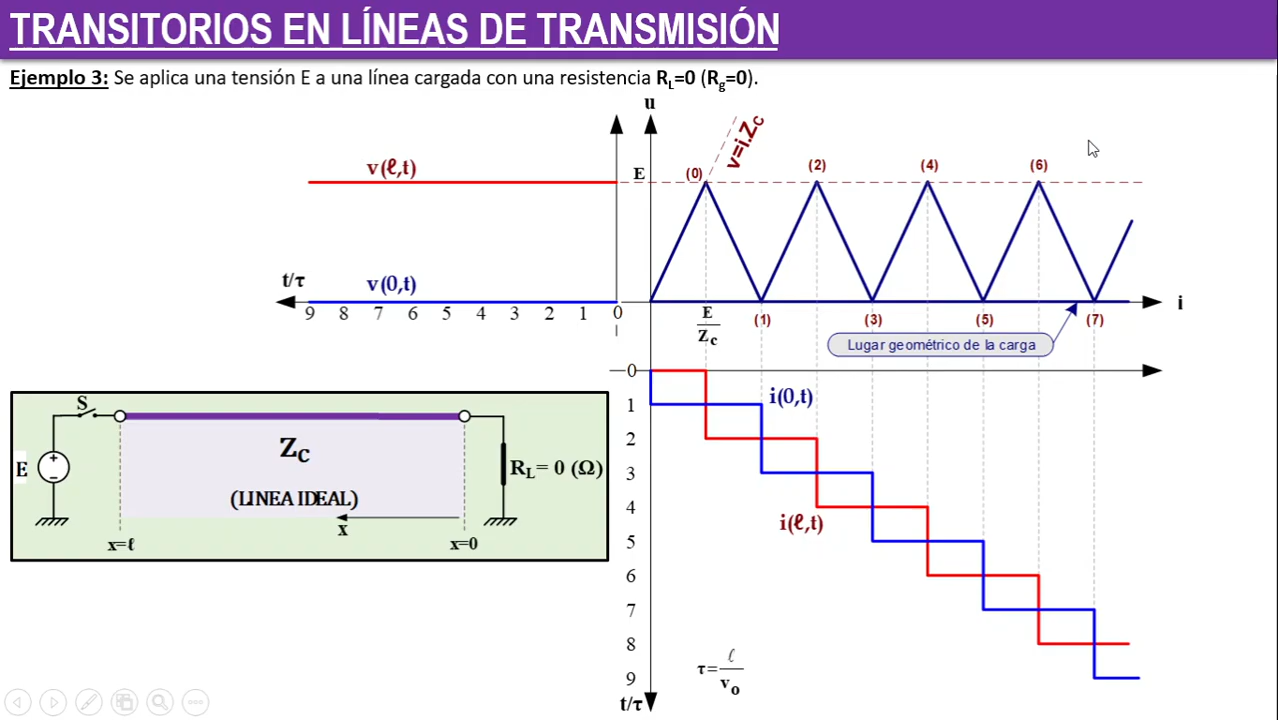 TRANSITORIOS EN LÍNEAS DE TRANSMISIÓN
Ejemplo 3: Se aplica una tensión E a una línea cargada con una resistencia RL=0 (Rg=0).
u
v=i.ZC
v(ℓ,t)
E
(0)
(2)
(4)
(6)
t/τ
v(0,t)
i
9 8 7 6 5 4 3 2 1 0
E
ZC
(1)
(3)
(5)
(7)
Lugar geométrico de la carga
0
1
2
3
4
5
6
7
8
9
t/τ
i(0,t)
i(ℓ,t)
τ=ℓ/vo
S
E
ZC
(LINEA IDEAL)
RL= 0 (Ω)
x
x=ℓ
x=0